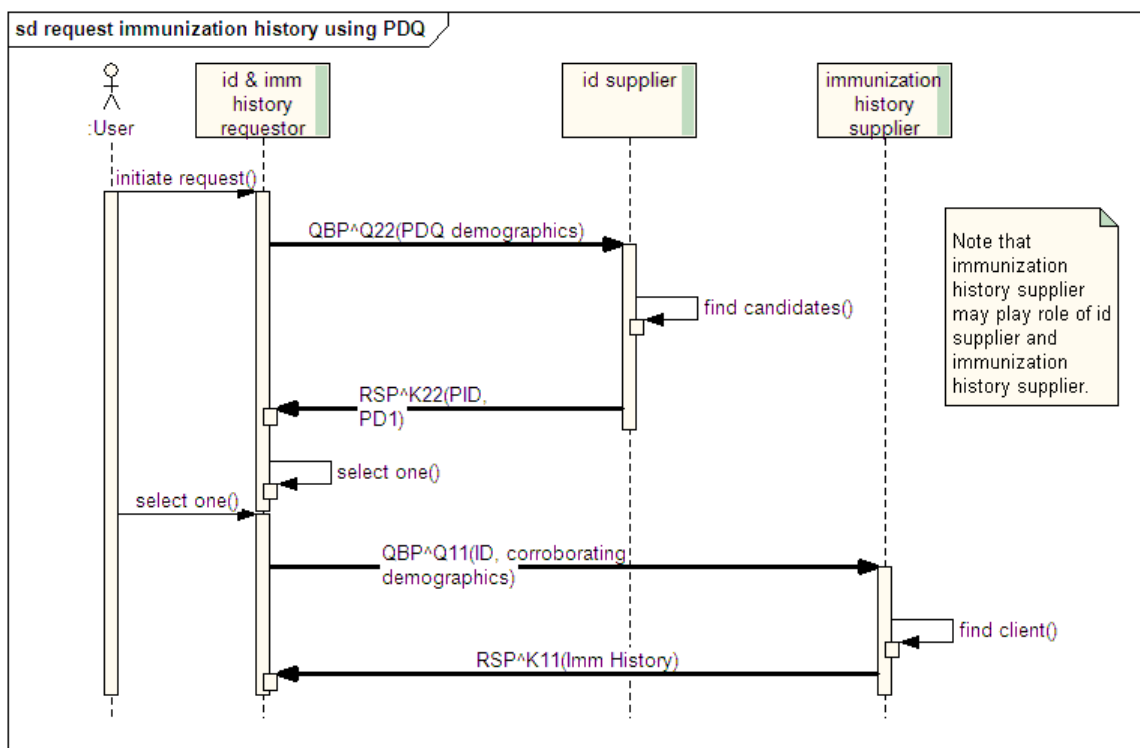 sd request immunization history using PDQ
:User
id & imm
history
requestor
id supplier
immunization
history
supplier
initiate request()
QBP^Q22(PDQ demographics)
Note that
immunization
history supplier
may play role of id
supplier and
immunization
history supplier.
find candidates()
RSP^K22(PID,
PD1)
select one()
select one()
QBP^Q11(ID, corroborating
demographics)
find client()
RSP^K11(Imm History)